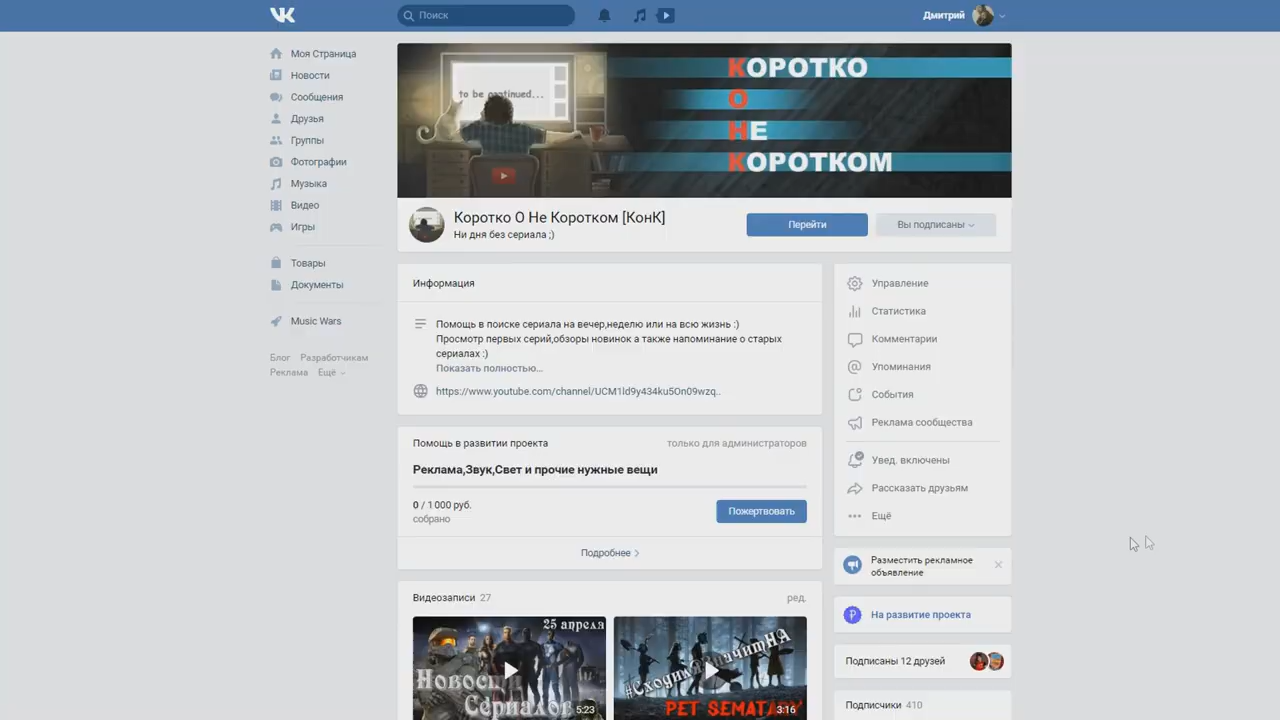 Поиск
Дмитрий
Моя Страница
Новости
Сообщения
Друзья
Группы
Фотографии
Музыка
Видео
Игры
Товары
Документы
Music Wars
Блог Разработчикам
Реклама Ещё
to be continued...
КОРОТКО
О
НЕ
КОРОТКОМ
Коротко О Не Коротком [КонК]
Ни дня без сериала ;)
Перейти
Вы подписаны
Информация
Помощь в поиске сериала на вечер,неделю или на всю жизнь :)
Просмотр первых серий,обзоры новинок а также напоминание о старых
сериалах :)
Показать полностью...
https://www.youtube.com/channel/UCM1ld9y434ku5On09wzq..
Помощь в развитии проекта
только для администраторов
Реклама,Звук,Свет и прочие нужные вещи
0 / 1 000 руб.
собрано
Пожертвовать
Подробнее
Видеозаписи 27
ред.
25 апреля
Новости
Сериалов
5:23
#СходиЯзначитНА
PET SEMATARY
3:16
Управление
Статистика
Комментарии
Упоминания
События
Реклама сообщества
Увед. включены
Рассказать друзьям
Ещё
Разместить рекламное
объявление
На развитие проекта
Подписаны 12 друзей
Подписчики 410